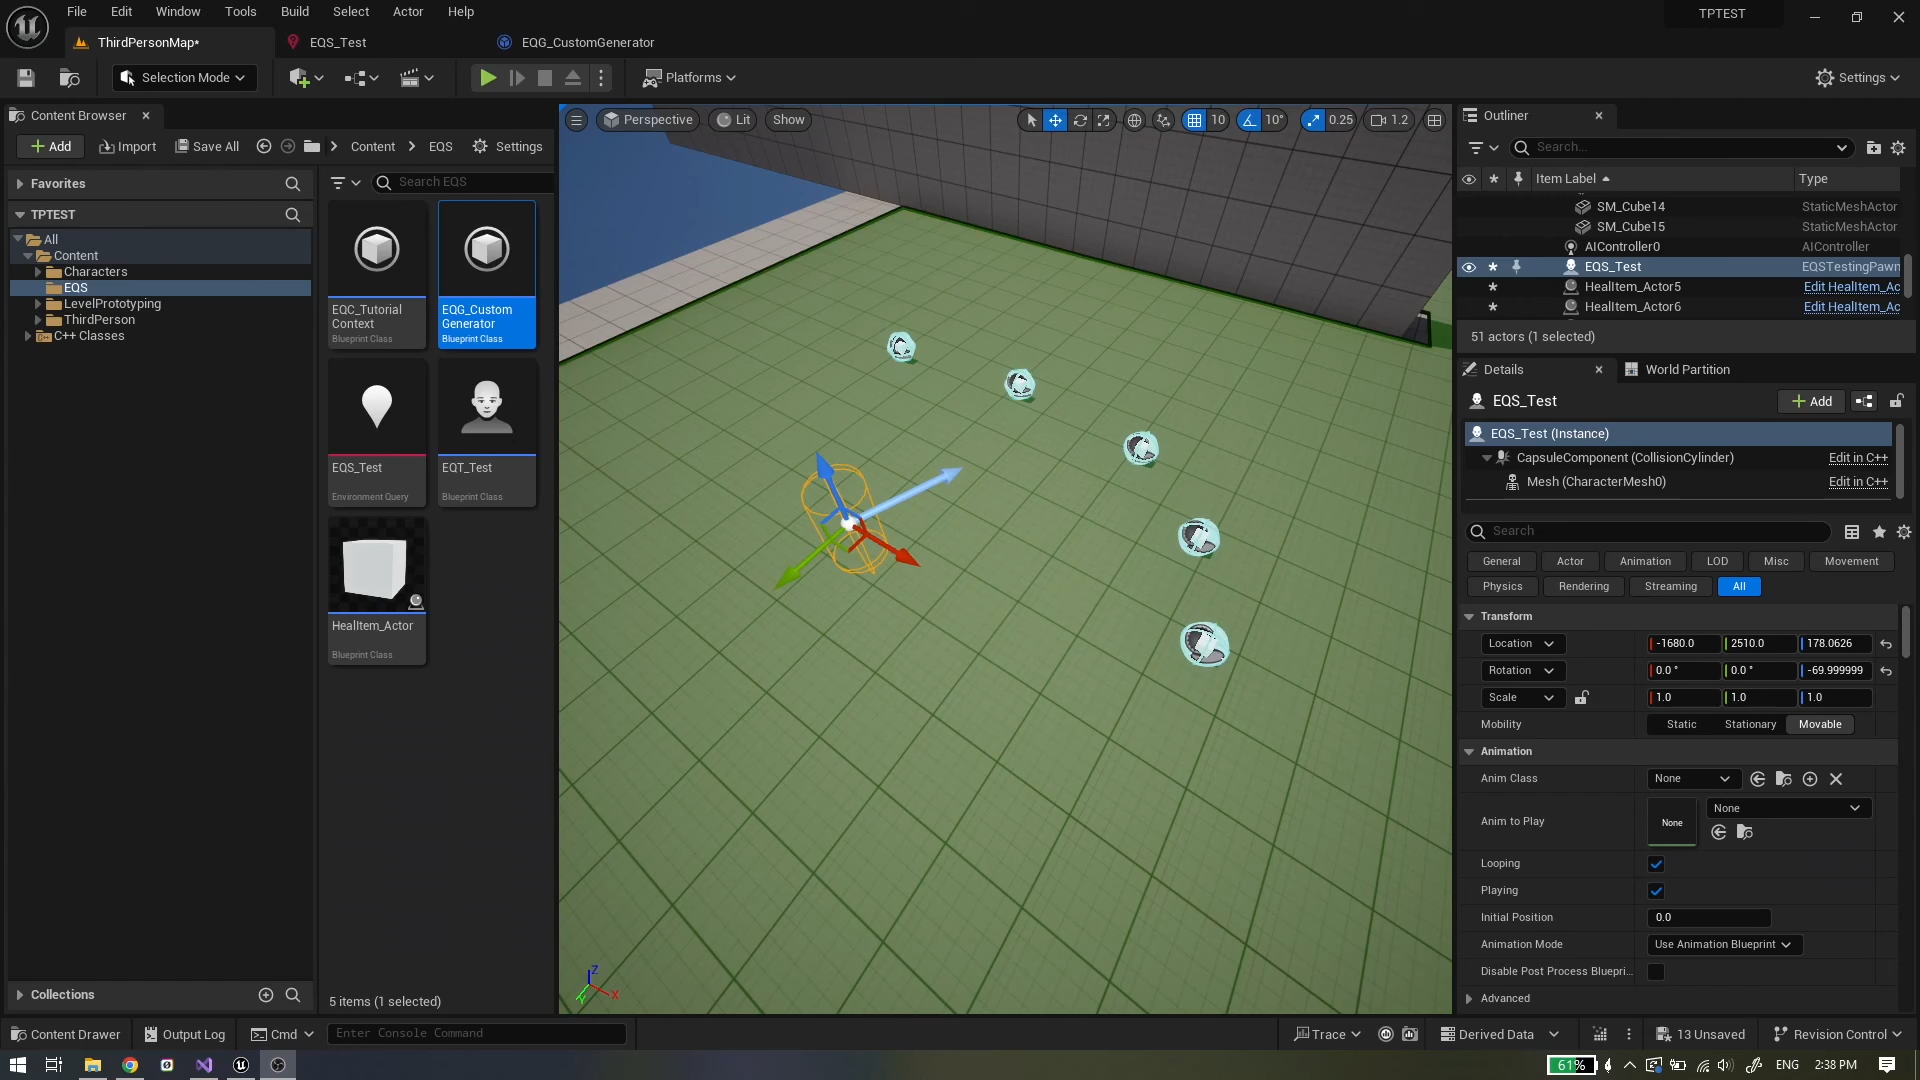 File Edit Window Tools Build Select Actor Help
TPTEST
ThirdPersonMap*
EQS_Test
EQG_CustomGenerator
Selection Mode
Platforms
Settings
Content Browser
Add
Import
Save All
Content
EQS
Settings
Favorites
TPTEST
All
Content
Characters
EQS
LevelPrototyping
ThirdPerson
C++ Classes
Collections
Search EQS
EQC_Tutorial
Context
Blueprint Class
EQG_Custom
Generator
Blueprint Class
EQS_Test
Environment Query
EQT_Test
Blueprint Class
HealItem_Actor
Blueprint Class
5 items (1 selected)
Perspective
Lit
Show
10
10°
0.25
1.2
Z
X
Y
Outliner
Search...
Item Label
Type
SM_Cube14
StaticMeshActor
SM_Cube15
StaticMeshActor
AIController0
AIController
EQS_Test
EQSTestingPawn
HealItem_Actor5
Edit HealItem_Ac
HealItem_Actor6
Edit HealItem_Ac
51 actors (1 selected)
Details
World Partition
EQS_Test
Add
EQS_Test (Instance)
CapsuleComponent (CollisionCylinder)
Edit in C++
Mesh (CharacterMesh0)
Edit in C++
Search
General
Actor
Animation
LOD
Misc
Movement
Physics
Rendering
Streaming
All
Transform
Location
-1680.0
2510.0
178.0626
Rotation
0.0 °
0.0 °
-69.999999
Scale
1.0
1.0
1.0
Mobility
Static
Stationary
Movable
Animation
Anim Class
None
Anim to Play
None
None
Looping
Playing
Initial Position
0.0
Animation Mode
Use Animation Blueprint
Disable Post Process Bluepri...
Advanced
Content Drawer
Output Log
Cmd
Enter Console Command
Trace
Derived Data
13 Unsaved
Revision Control
61%
ENG
2:38 PM